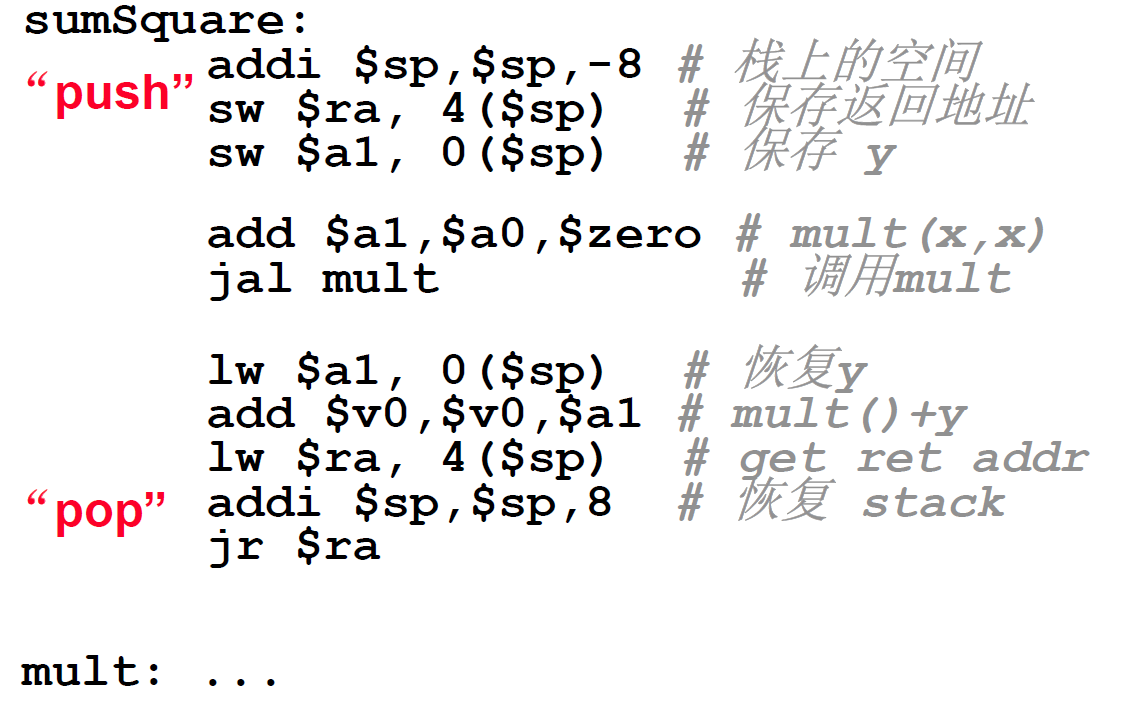 sumSquare:
“push” addi $sp,$sp,-8 # 栈上的空间
sw $ra, 4($sp) # 保存返回地址
sw $a1, 0($sp) # 保存 y
add $a1,$a0,$zero # mult(x,x)
jal mult # 调用mult
lw $a1, 0($sp) # 恢复y
add $v0,$v0,$a1 # mult()+y
lw $ra, 4($sp) # get ret addr
“pop” addi $sp,$sp,8 # 恢复 stack
jr $ra
mult: ...